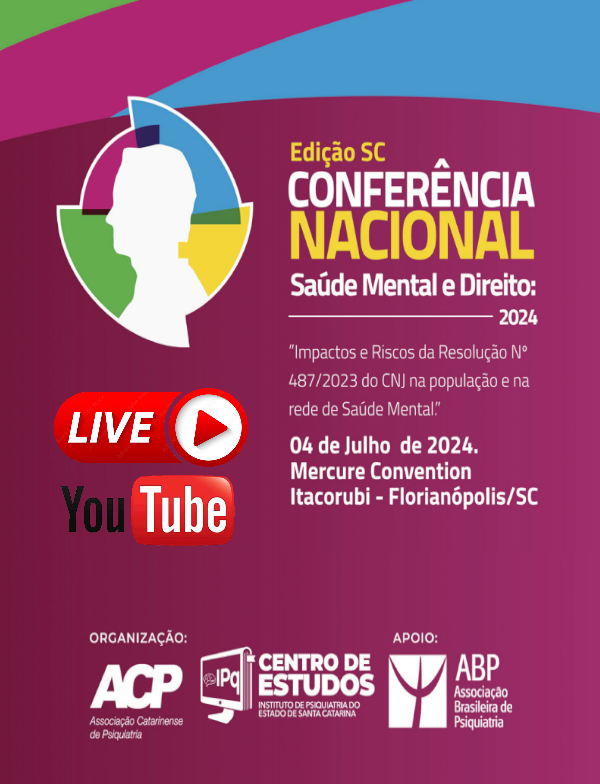 Edição SC
CONFERÊNCIA
NACIONAL
Saúde Mental e Direito:
2024
"Impactos e Riscos da Resolução Nº
487/2023 do CNJ na população e na
rede de Saúde Mental."
04 de Julho de 2024.
Mercure Convention
Itacorubi - Florianópolis/SC
LIVE
YouTube
ORGANIZAÇÃO:
ACP
Associação Catarinense
de Psiquiatria
IPq
CENTRO DE
ESTUDOS
INSTITUTO DE PSIQUIATRIA DO
ESTADO DE SANTA CATARINA
APOIO:
ABP
Associação
Brasileira de
Psiquiatria